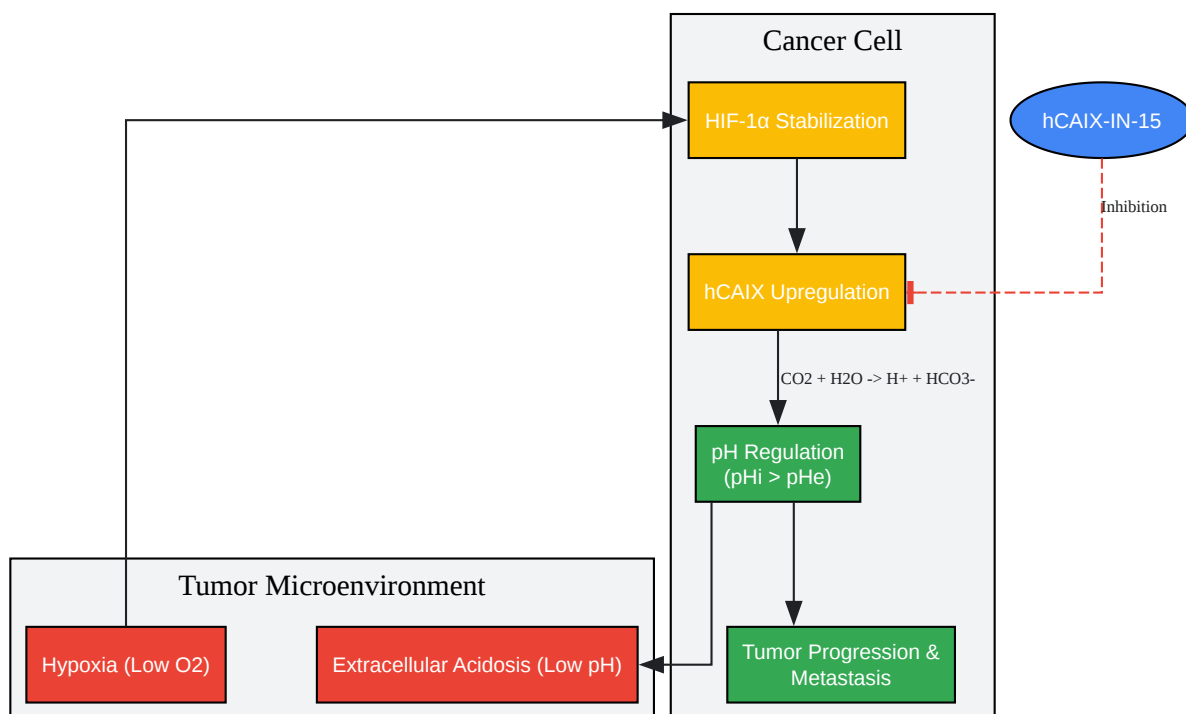 Cancer Cell
HIF-1α Stabilization
hCAIX-IN-15
Inhibition
hCAIX Upregulation
CO2 + H2O -> H+ + HCO3-
pH Regulation
(pHi > pHe)
Tumor Microenvironment
Hypoxia (Low O2)
Extracellular Acidosis (Low pH)
Tumor Progression &
Metastasis